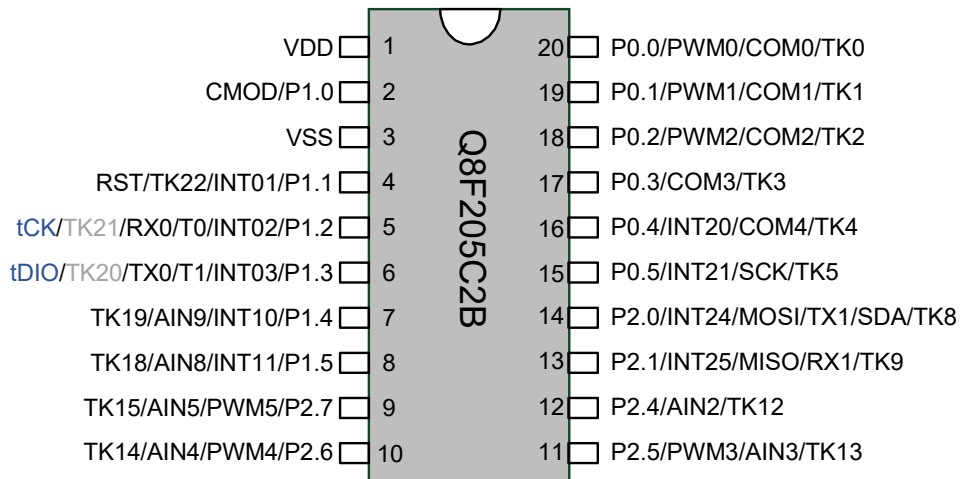 VDD 1 20 P0.0/PWM0/COM0/TK0
CMOD/P1.0 2 19 P0.1/PWM1/COM1/TK1
VSS 3 18 P0.2/PWM2/COM2/TK2
RST/TK22/INT01/P1.1 4 17 P0.3/COM3/TK3
tCK/TK21/RX0/T0/INT02/P1.2 5 16 P0.4/INT20/COM4/TK4
tDIO/TK20/TX0/T1/INT03/P1.3 6 15 P0.5/INT21/SCK/TK5
TK19/AIN9/INT10/P1.4 7 14 P2.0/INT24/MOSI/TX1/SDA/TK8
TK18/AIN8/INT11/P1.5 8 13 P2.1/INT25/MISO/RX1/TK9
TK15/AIN5/PWM5/P2.7 9 12 P2.4/AIN2/TK12
TK14/AIN4/PWM4/P2.6 10 11 P2.5/PWM3/AIN3/TK13
Q8F205C2B